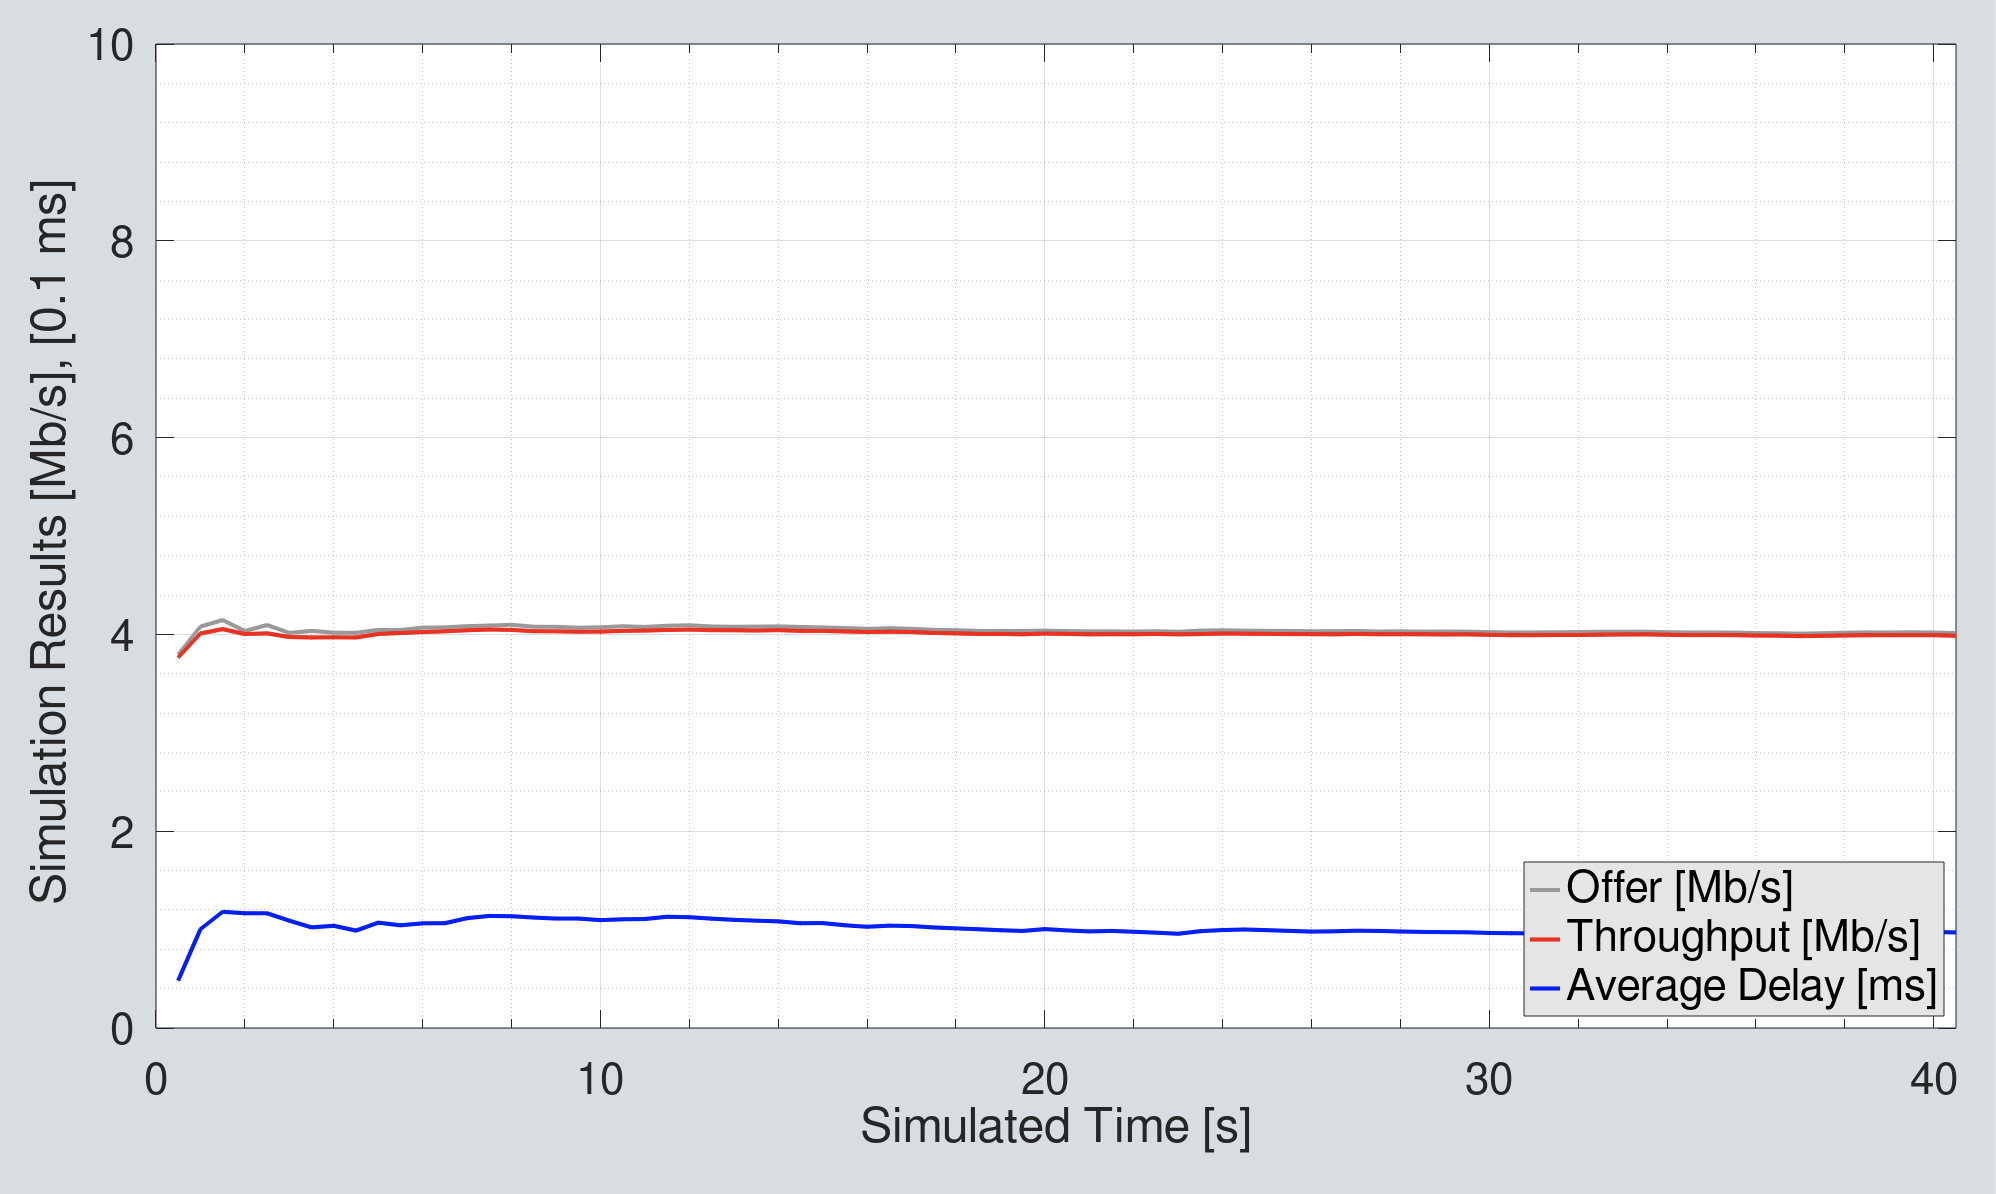 Simulation Results [Mb/s], [0.1 ms]
10
8
6
4
2
0
0 10 20 30 40
Simulated Time [s]
Offer [Mb/s]
Throughput [Mb/s]
Average Delay [ms]